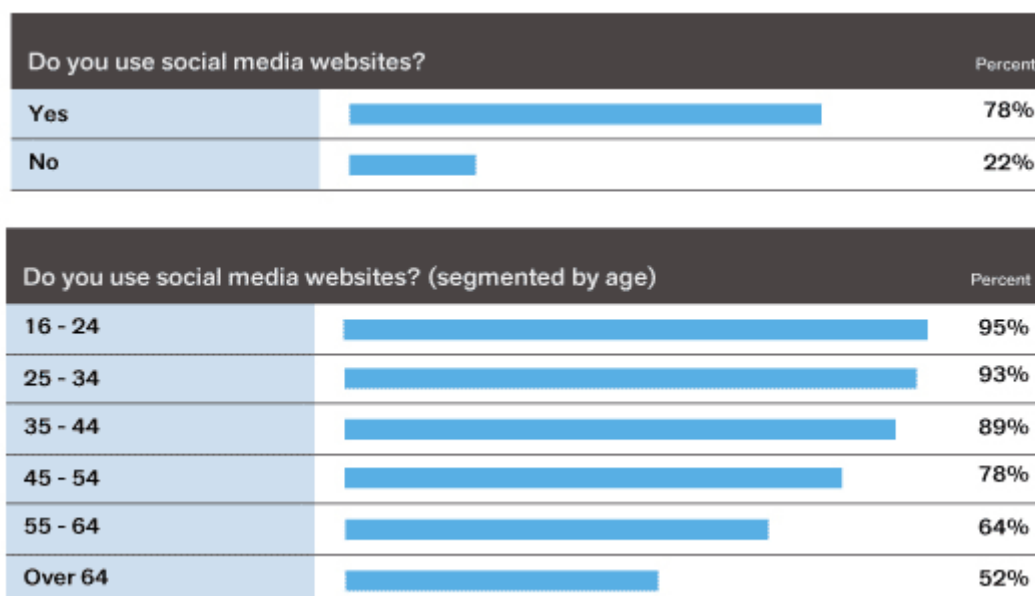 Do you use social media websites? Percent
Yes 78%
No 22%
Do you use social media websites? (segmented by age) Percent
16 - 24 95%
25 - 34 93%
35 - 44 89%
45 - 54 78%
55 - 64 64%
Over 64 52%